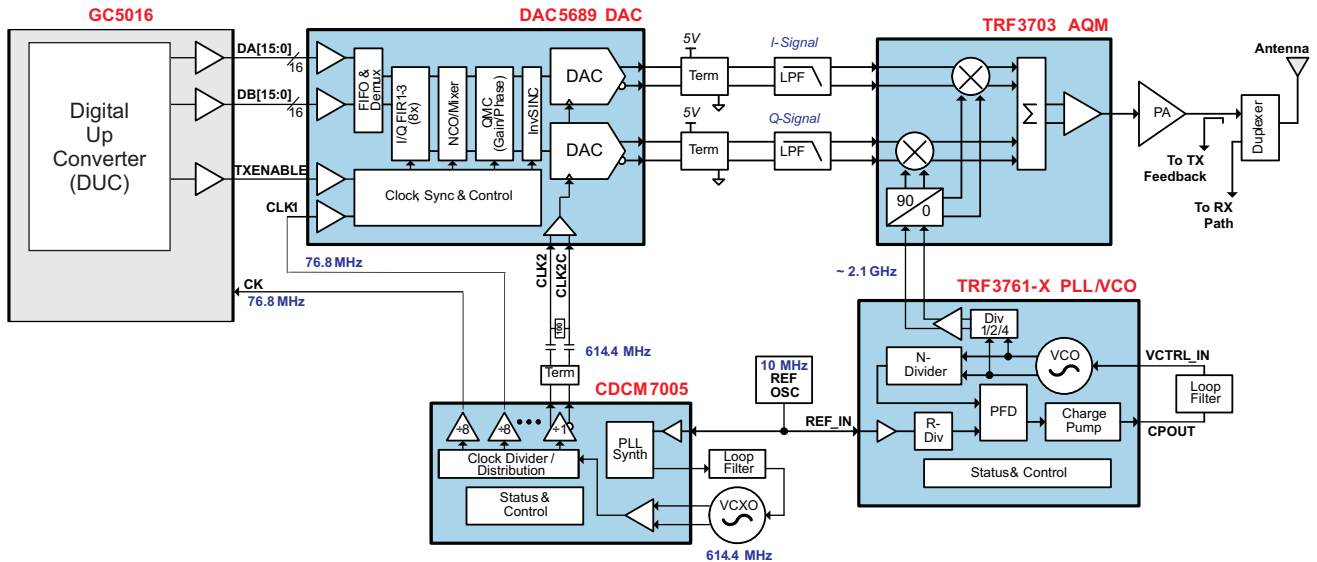 GC5016
Digital
Up
Converter
(DUC)
DA[15:0]
16
DB[15:0]
16
TXENABLE
CLK1
76.8 MHz
CK
76.8 MHz
DAC5689 DAC
FIFO &
Demux
I/Q FIR1-3
(8x)
NCO/Mixer
QMC
(Gain/Phase)
InvSINC
DAC
DAC
Clock Sync & Control
CLK2
CLK2C
100
614.4 MHz
Term
5V
Term
I-Signal
LPF
5V
Term
Q-Signal
LPF
TRF3703 AQM
Σ
90
0
~ 2.1 GHz
PA
To TX
Feedback
Duplexer
Antenna
To RX
Path
CDCM7005
÷8
÷8
÷1
Clock Divider /
Distribution
Status &
Control
PLL
Synth
Loop
Filter
VCXO
614.4 MHz
10 MHz
REF
OSC
REF_IN
TRF3761-X PLL/VCO
Div
1/2/4
N-
Divider
VCO
R-
Div
PFD
Charge
Pump
Status & Control
VCTRL_IN
Loop
Filter
CPOUT